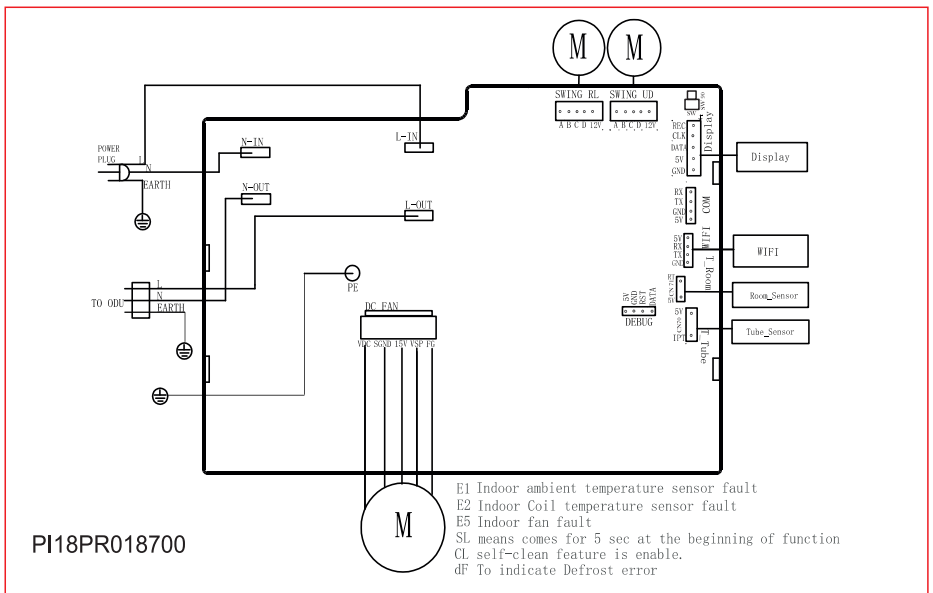 M M
SWING RL SWING UD
A B C D 12V A B C D 12V
SW
REC
CLK
DATA
5V
GND
Display
Display
L-IN
N-IN
POWER
PLUG
L
N
EARTH
N-OUT
L-OUT
RX
TX
GND
5V
COM
5V
RX
TX
GND
WIFI
WIFI
T_Room
Room_Sensor
5V
GND
RST
DATA
DEBUG
5V
CN20
IPT
T_Tube
Tube_Sensor
PE
TO ODU
L
N
EARTH
DC FAN
VDC SGND 15V VSP FG
M
E1 Indoor ambient temperature sensor fault
E2 Indoor Coil temperature sensor fault
E5 Indoor fan fault
SL means comes for 5 sec at the beginning of function
CL self-clean feature is enable.
dF To indicate Defrost error
PI18PR018700